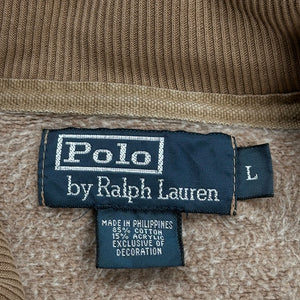 Polo
by Ralph Lauren
L
MADE IN PHILIPPINES
85% COTTON
15% ACRYLIC
EXCLUSIVE OF
DECORATION